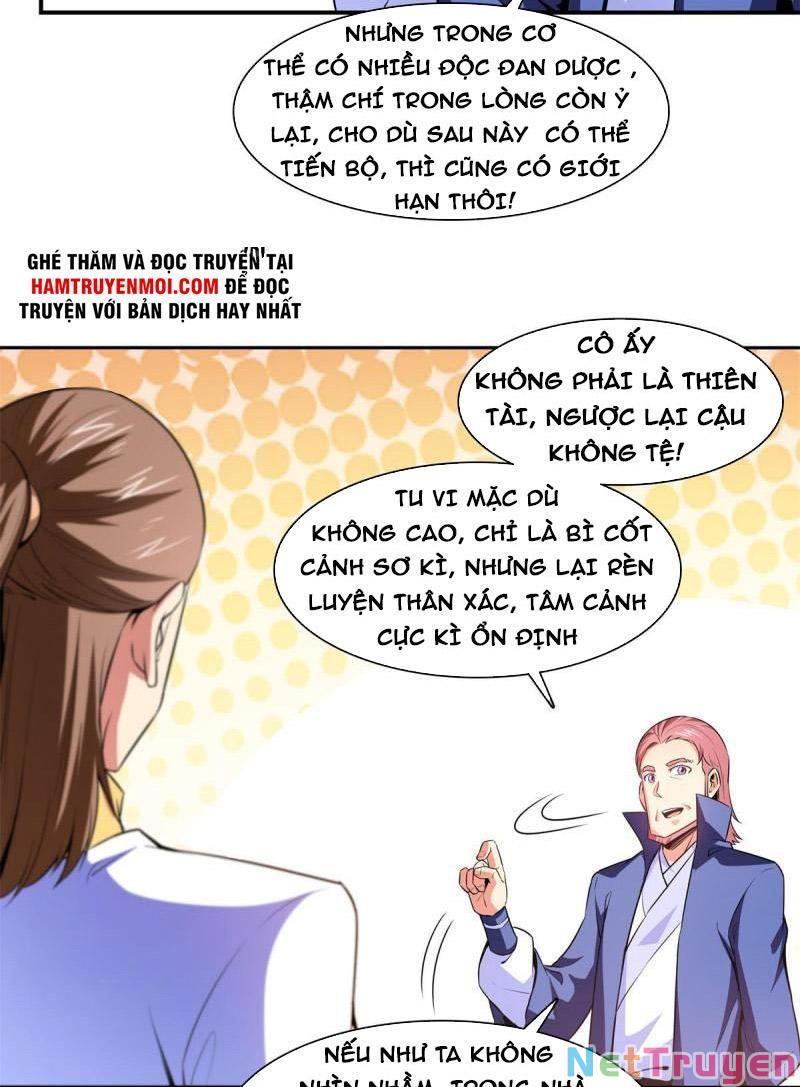 NHƯNG TRONG CƠ
THỂ CÓ NHIỀU ĐỘC ĐAN DƯỢC ,
THẬM CHÍ TRONG LÒNG CÒN Ỷ
LẠI, CHO DÙ SAU NÀY CÓ THỂ
TIẾN BỘ, THÌ CŨNG CÓ GIỚI
HẠN THÔI!
GHÉ THĂM VÀ ĐỌC TRUYỆN TẠI
HAMTRUYENMOI.COM ĐỂ ĐỌC
TRUYỆN VỚI BẢN DỊCH HAY NHẤT
CÔ ẤY
KHÔNG PHẢI LÀ THIÊN
TÀI, NGƯỢC LẠI CẬU
KHÔNG TỆ!
TU VI MẶC DÙ
KHÔNG CAO, CHỈ LÀ BÌ CỐT
CẢNH SƠ KÌ, NHƯNG LẠI RÈN
LUYỆN THÂN XÁC, TÂM CẢNH
CỰC KÌ ỔN ĐỊNH
NẾU NHƯ TA KHÔNG
NHÌN NHẦM, TRONG NHÀ
NetTruyen